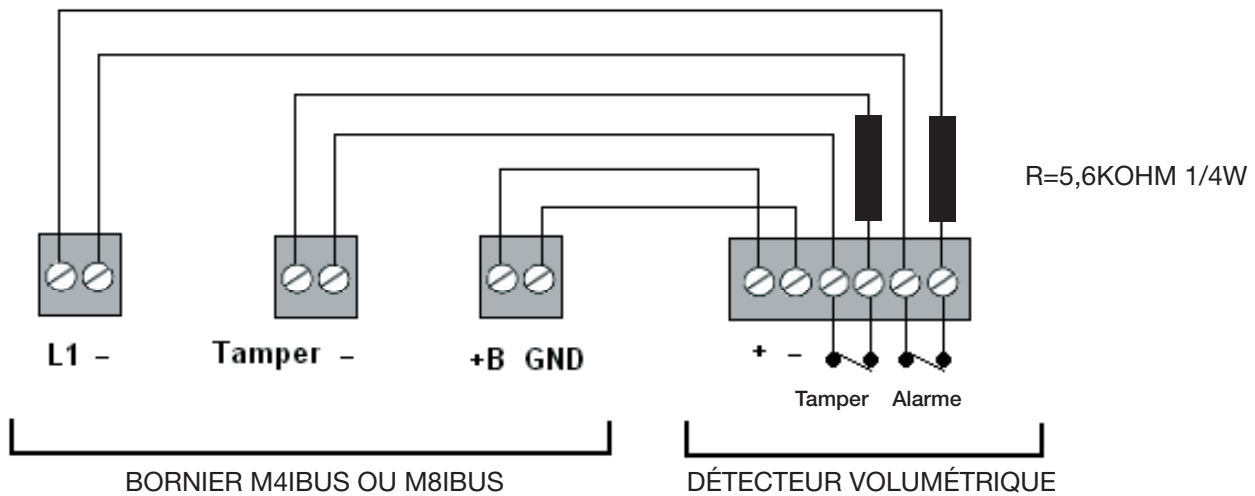 R=5,6KOHM 1/4W
L1 –
Tamper –
+B GND
+ –
Tamper Alarme
BORNIER M4IBUS OU M8IBUS
DÉTECTEUR VOLUMÉTRIQUE